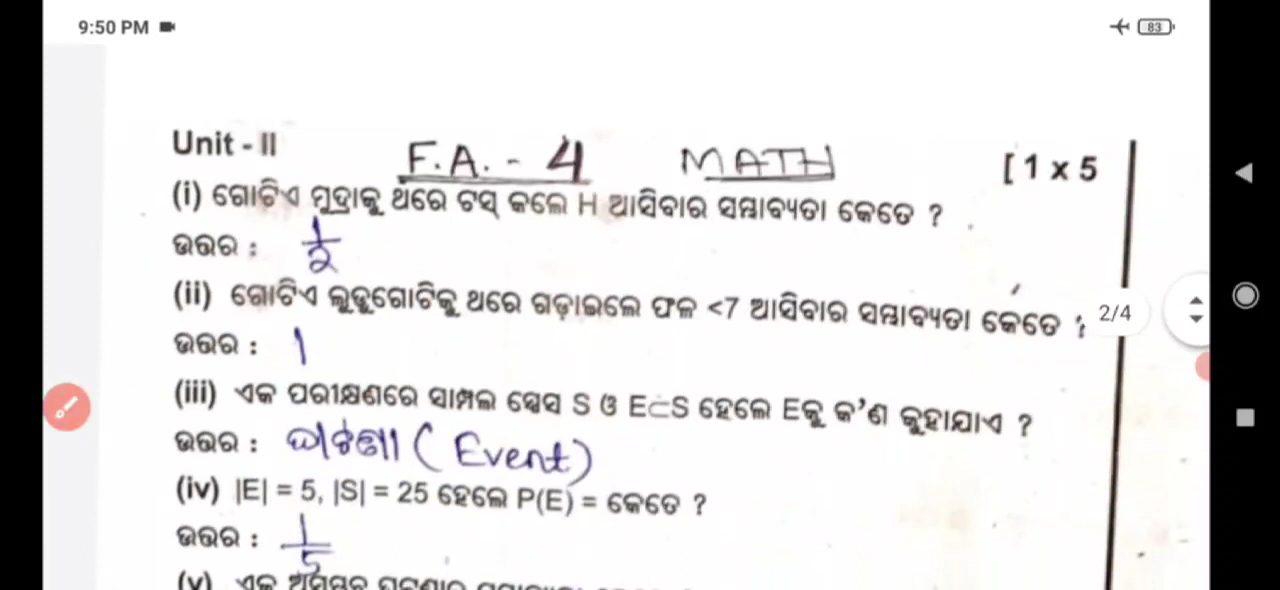 9:50 PM
83
Unit - II F.A. - 4 MATH [ 1 x 5
(i) ଗୋଟିଏ ମୁଦ୍ରାକୁ ଥରେ ଟସ୍ କଲେ H ଆସିବାର ସମ୍ଭାବ୍ୟତା କେତେ ?
ଉତ୍ତର : 1/2
(ii) ଗୋଟିଏ ଲୁଡୁଗୋଟିକୁ ଥରେ ଗଡ଼ାଇଲେ ଫଳ <7 ଆସିବାର ସମ୍ଭାବ୍ୟତା କେତେ ?
2/4
ଉତ୍ତର : 1
(iii) ଏକ ପରୀକ୍ଷଣରେ ସାମ୍ପଲ ସ୍ପେସ S ଓ E⊂S ହେଲେ Eକୁ କ'ଣ କୁହାଯାଏ ?
ଉତ୍ତର : ଘଟଣା ( Event)
(iv) |E| = 5, |S| = 25 ହେଲେ P(E) = କେତେ ?
ଉତ୍ତର : 1/5
(v) ଏକ